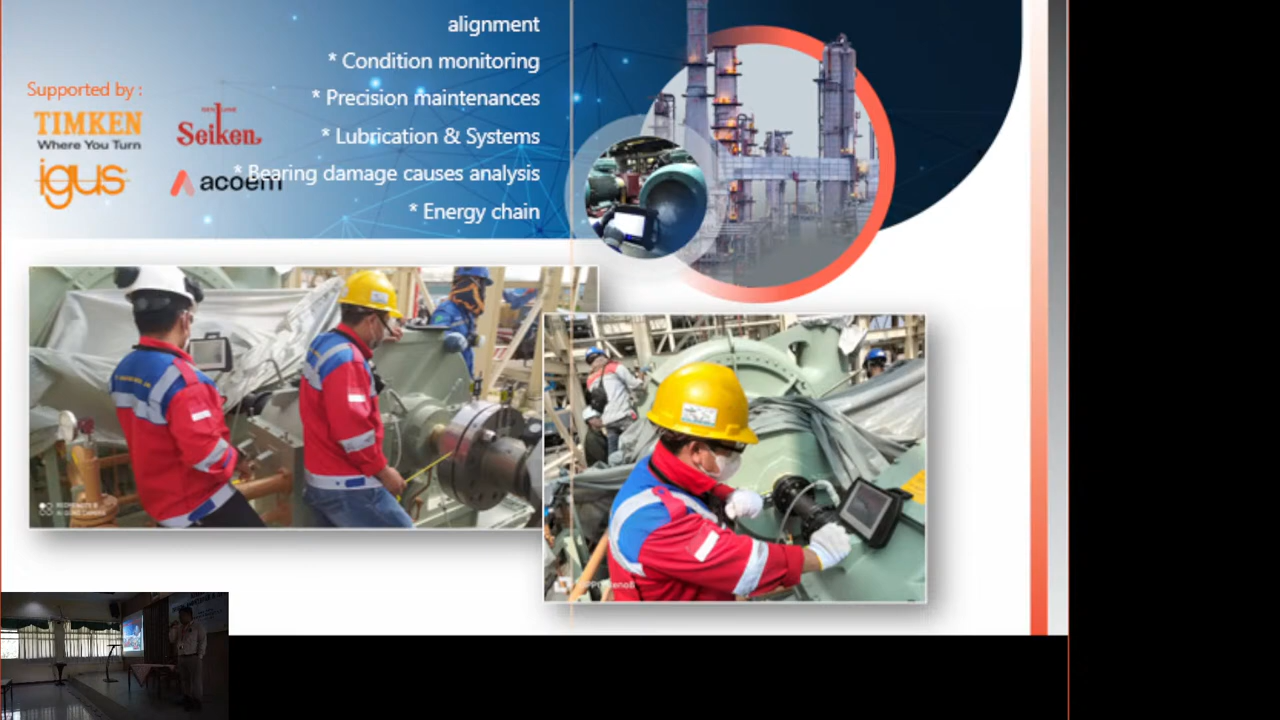 alignment
* Condition monitoring
* Precision maintenances
* Lubrication & Systems
* Bearing damage causes analysis
* Energy chain
Supported by :
TIMKEN
Where You Turn
Seiken
igus
acoem